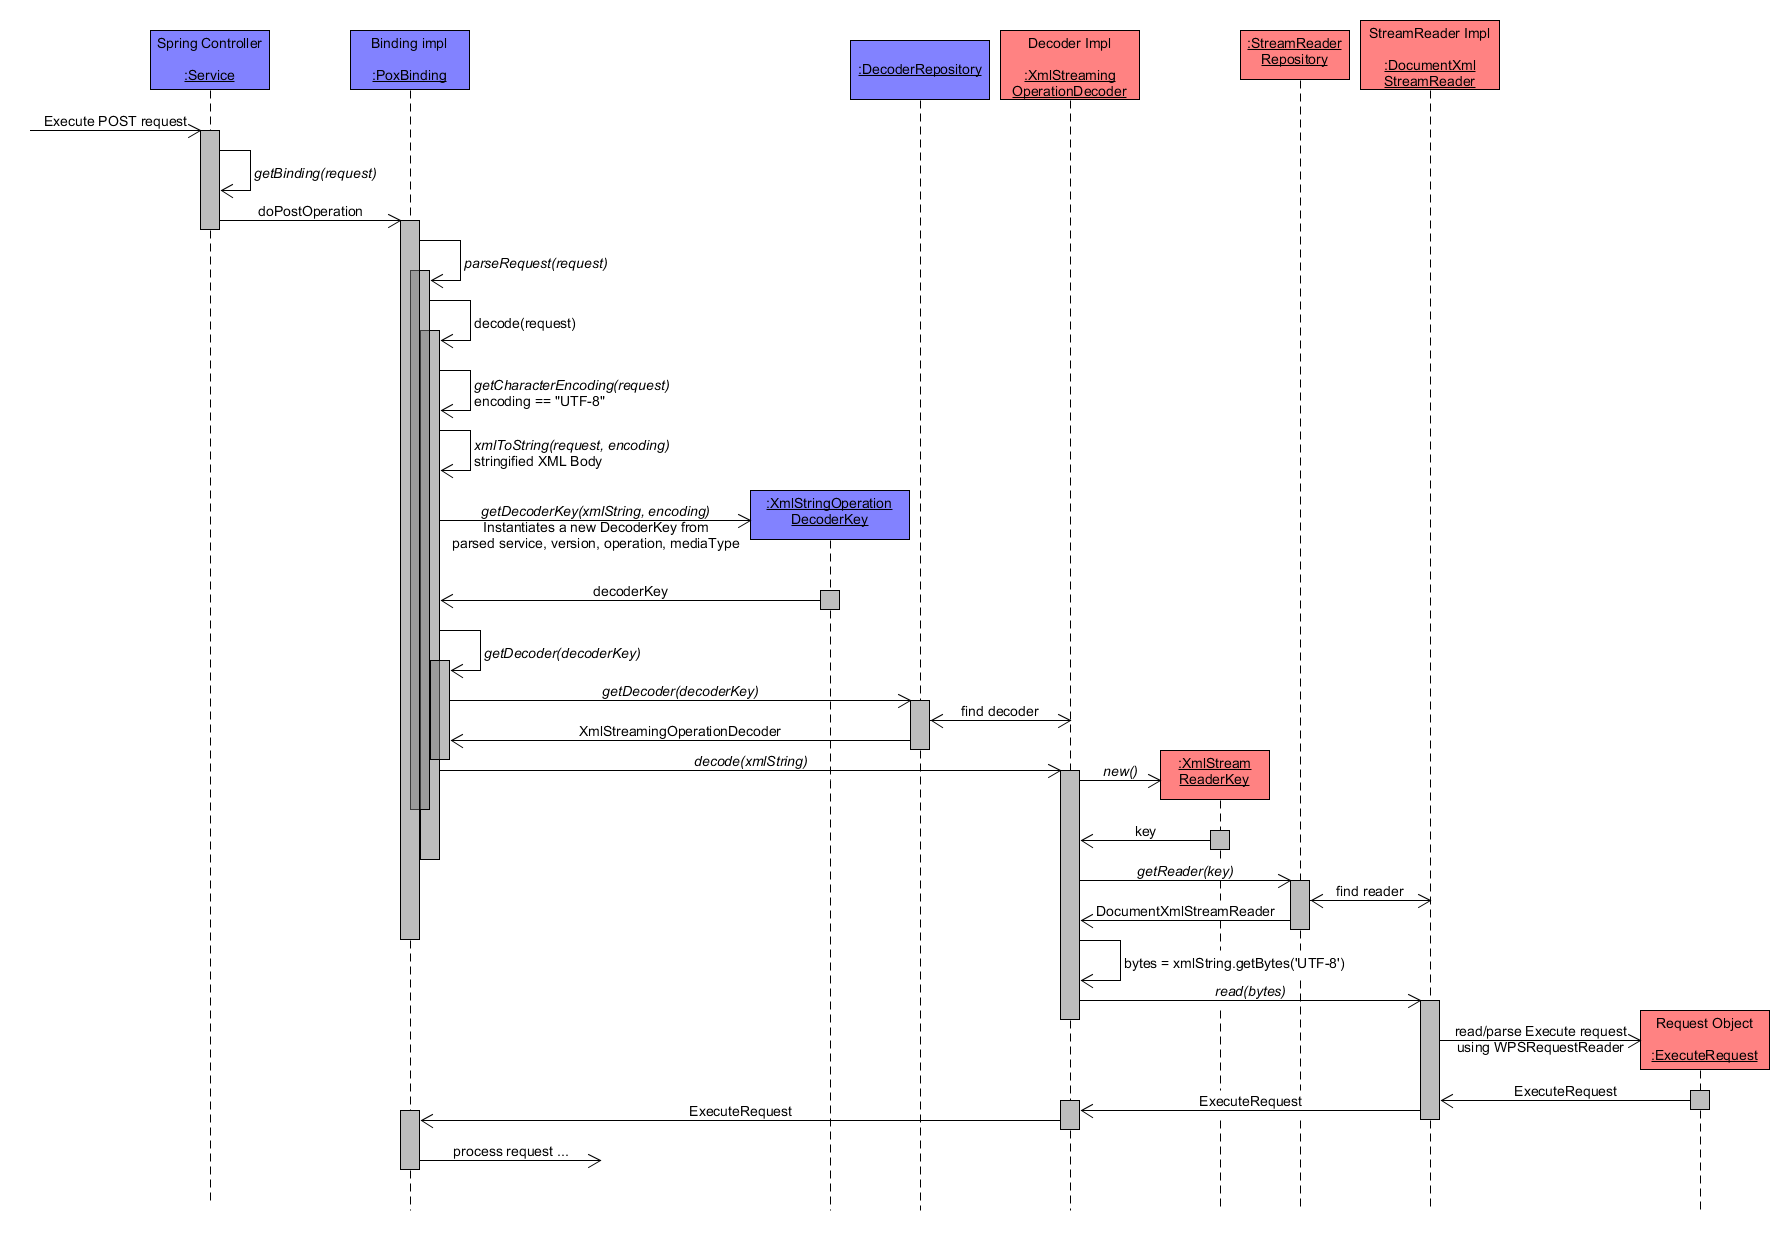 Spring Controller
:Service
Binding impl
:PoxBinding
:DecoderRepository
Decoder Impl
:XmlStreaming
OperationDecoder
:StreamReader
Repository
StreamReader Impl
:DocumentXml
StreamReader
Execute POST request
getBinding(request)
doPostOperation
parseRequest(request)
decode(request)
getCharacterEncoding(request)
encoding == "UTF-8"
xmlToString(request, encoding)
stringified XML Body
getDecoderKey(xmlString, encoding)
Instantiates a new DecoderKey from
parsed service, version, operation, mediaType
:XmlStringOperation
DecoderKey
decoderKey
getDecoder(decoderKey)
getDecoder(decoderKey)
find decoder
XmlStreamingOperationDecoder
decode(xmlString)
new()
:XmlStream
ReaderKey
key
getReader(key)
find reader
DocumentXmlStreamReader
bytes = xmlString.getBytes('UTF-8')
read(bytes)
read/parse Execute request
using WPSRequestReader
Request Object
:ExecuteRequest
ExecuteRequest
ExecuteRequest
ExecuteRequest
process request ...